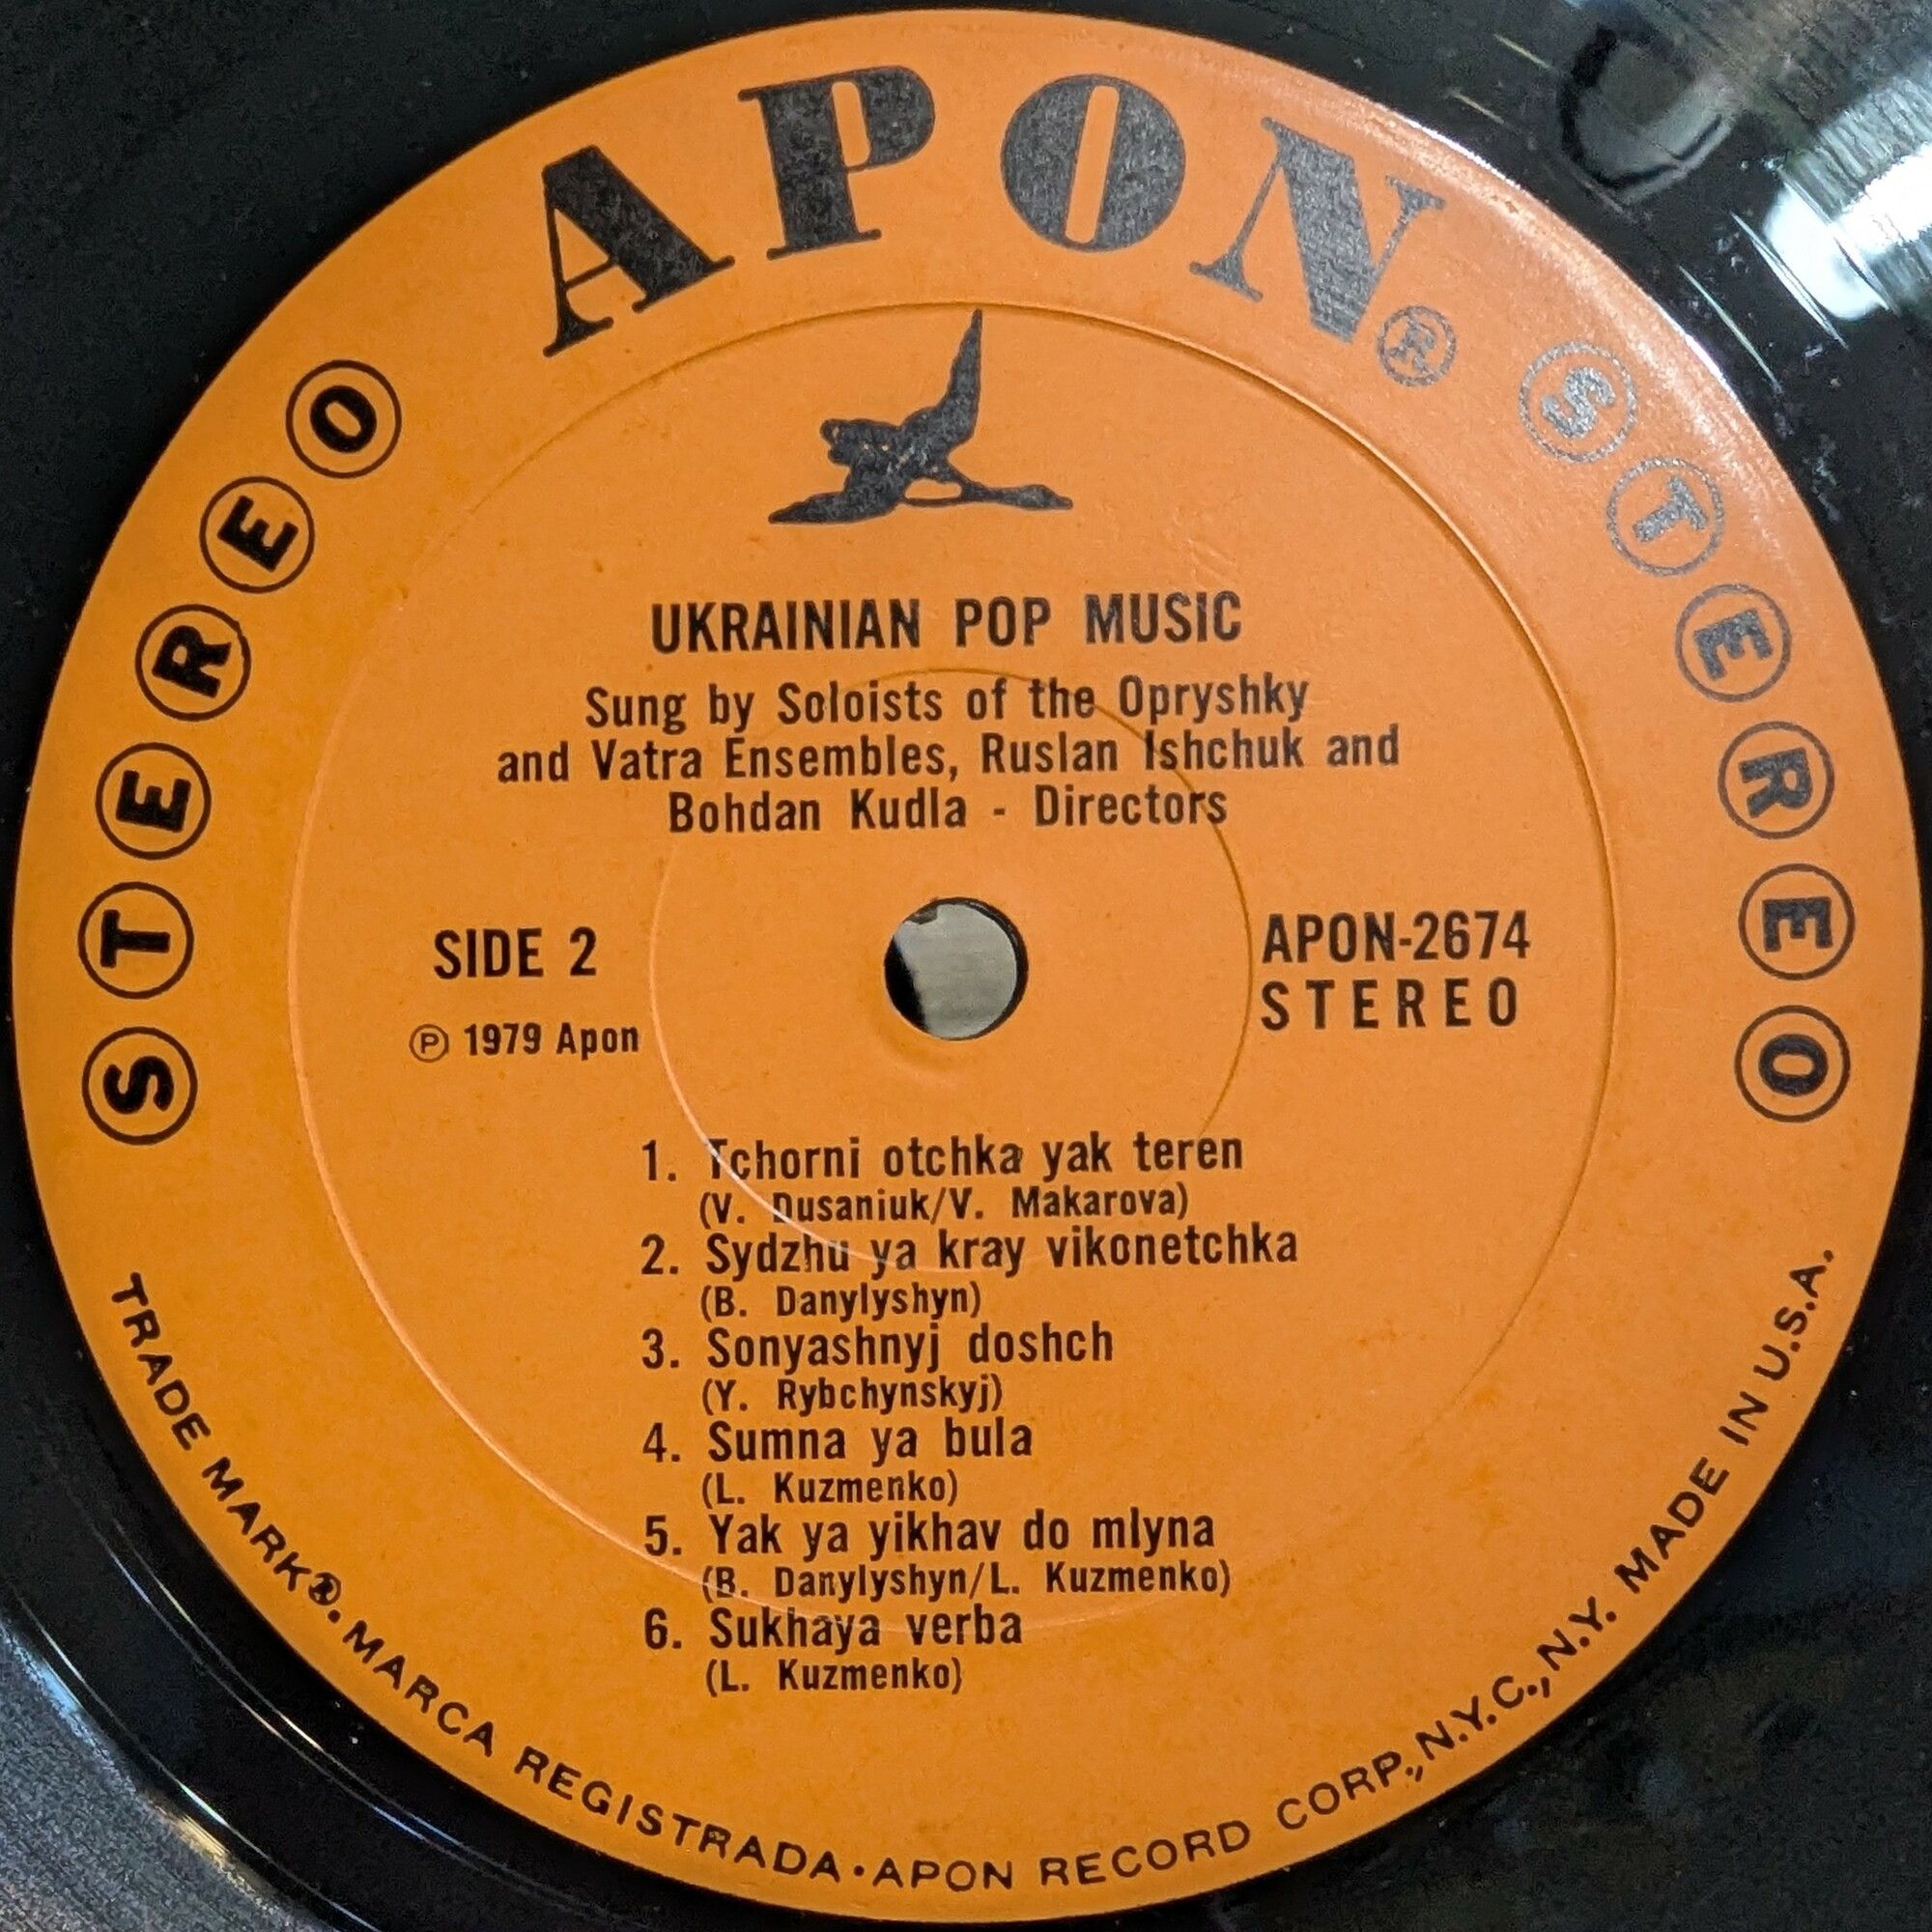 APON®
STEREO
STEREO
UKRAINIAN POP MUSIC
Sung by Soloists of the Opryshky
and Vatra Ensembles, Ruslan Ishchuk and
Bohdan Kudla - Directors
SIDE 2
℗ 1979 Apon
APON-2674
STEREO
1. Tchorni otchka yak teren
(V. Dusaniuk/V. Makarova)
2. Sydzhu ya kray vikonetchka
(B. Danylyshyn)
3. Sonyashnyj doshch
(Y. Rybchynskyj)
4. Sumna ya bula
(L. Kuzmenko)
5. Yak ya yikhav do mlyna
(B. Danylyshyn/L. Kuzmenko)
6. Sukhaya verba
(L. Kuzmenko)
TRADE MARK®. MARCA REGISTRADA • APON RECORD CORP., N.Y.C., N.Y. MADE IN U.S.A.